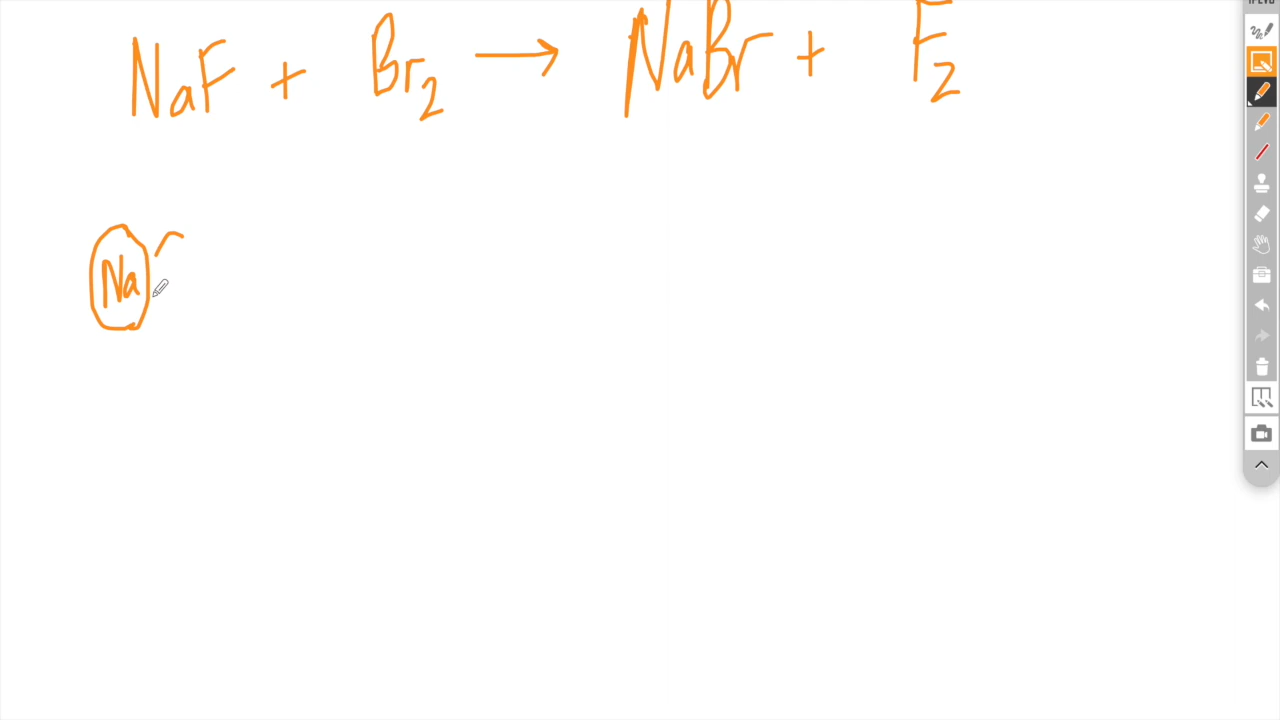 NaF + Br₂ → NaBr + F₂
Na